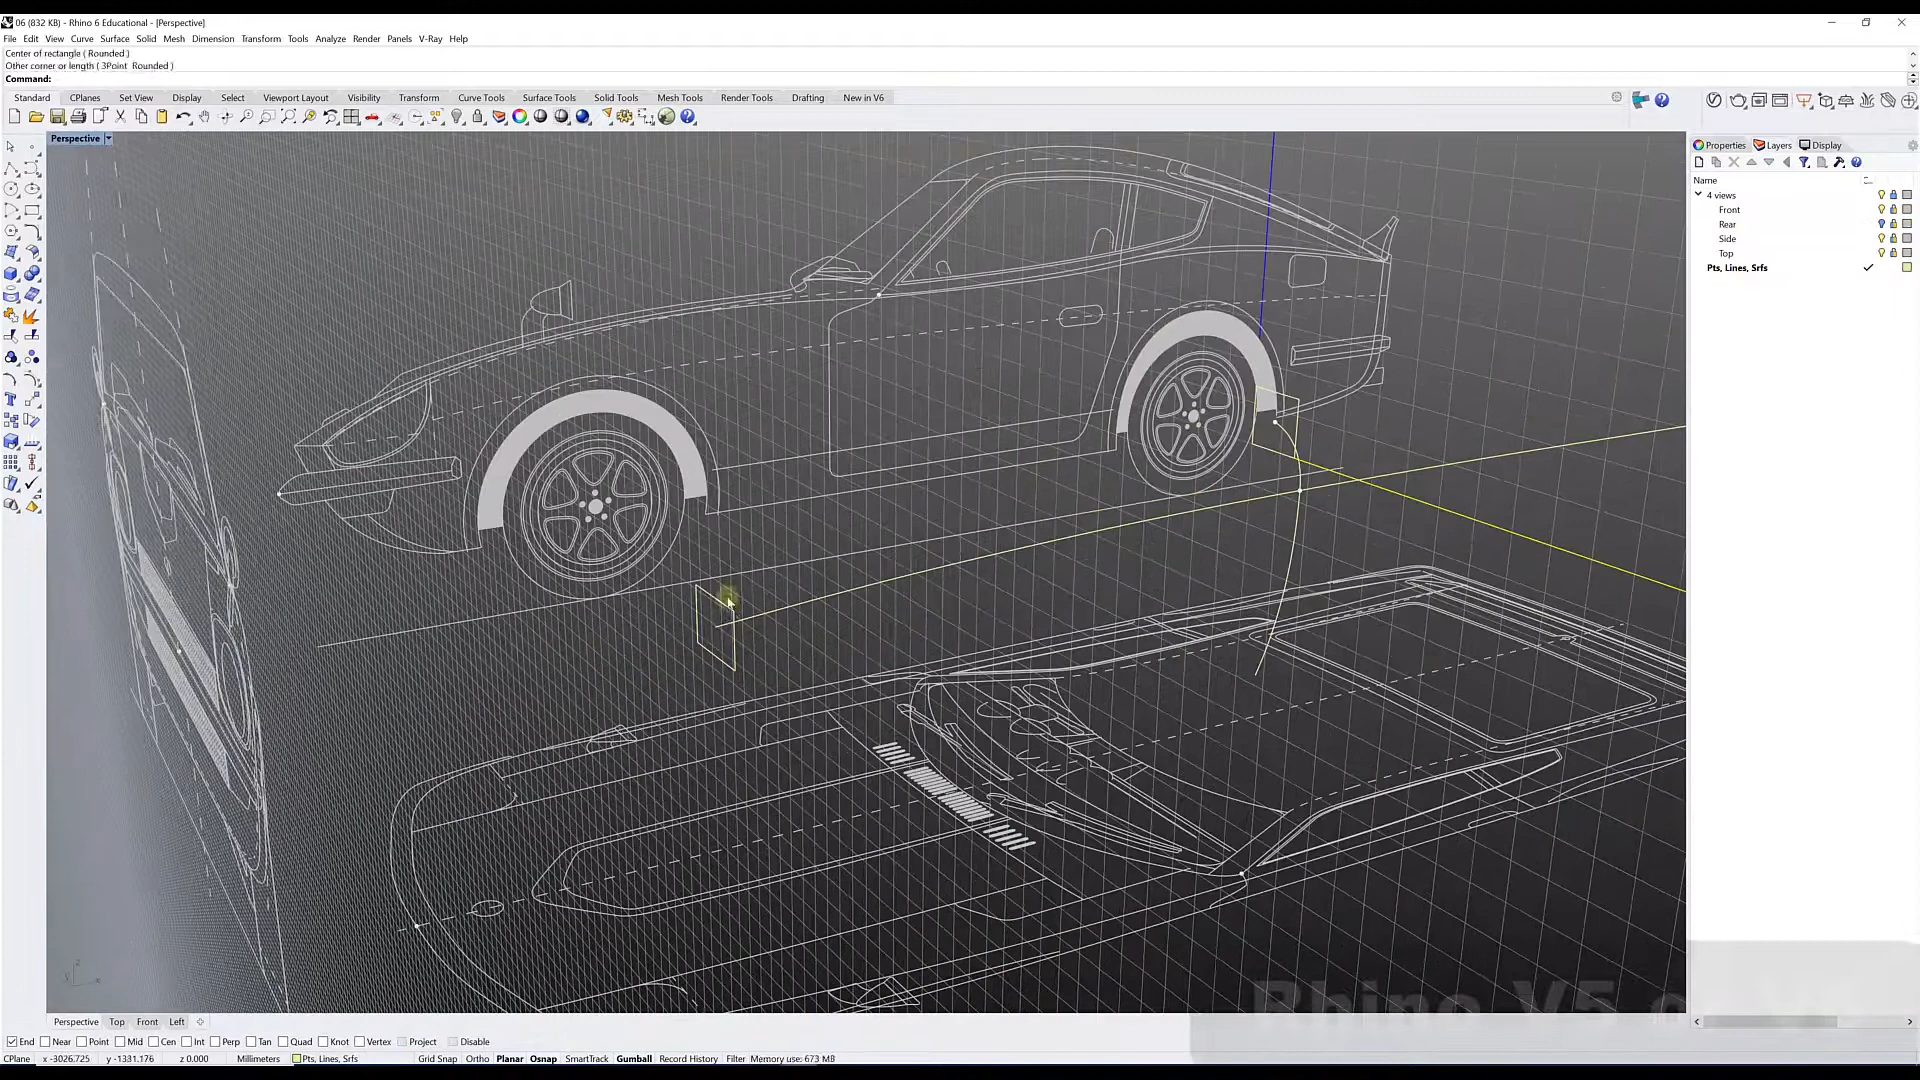 06 (832 KB) - Rhino 6 Educational - [Perspective]
File Edit View Curve Surface Solid Mesh Dimension Transform Tools Analyze Render Panels V-Ray Help
Center of rectangle ( Rounded )
Other corner or length ( 3Point Rounded )
Command:
Standard CPlanes Set View Display Select Viewport Layout Visibility Transform Curve Tools Surface Tools Solid Tools Mesh Tools Render Tools Drafting New in V6
Perspective
Properties Layers Display
Name
4 views
Front
Rear
Side
Top
Pts, Lines, Srfs
Rhino V5
Perspective Top Front Left
End Near Point Mid Cen Int Perp Tan Quad Knot Vertex Project Disable
CPlane x -3026.725 y -1331.176 z 0.000 Millimeters Pts, Lines, Srfs Grid Snap Ortho Planar Osnap SmartTrack Gumball Record History Filter Memory use: 673 MB